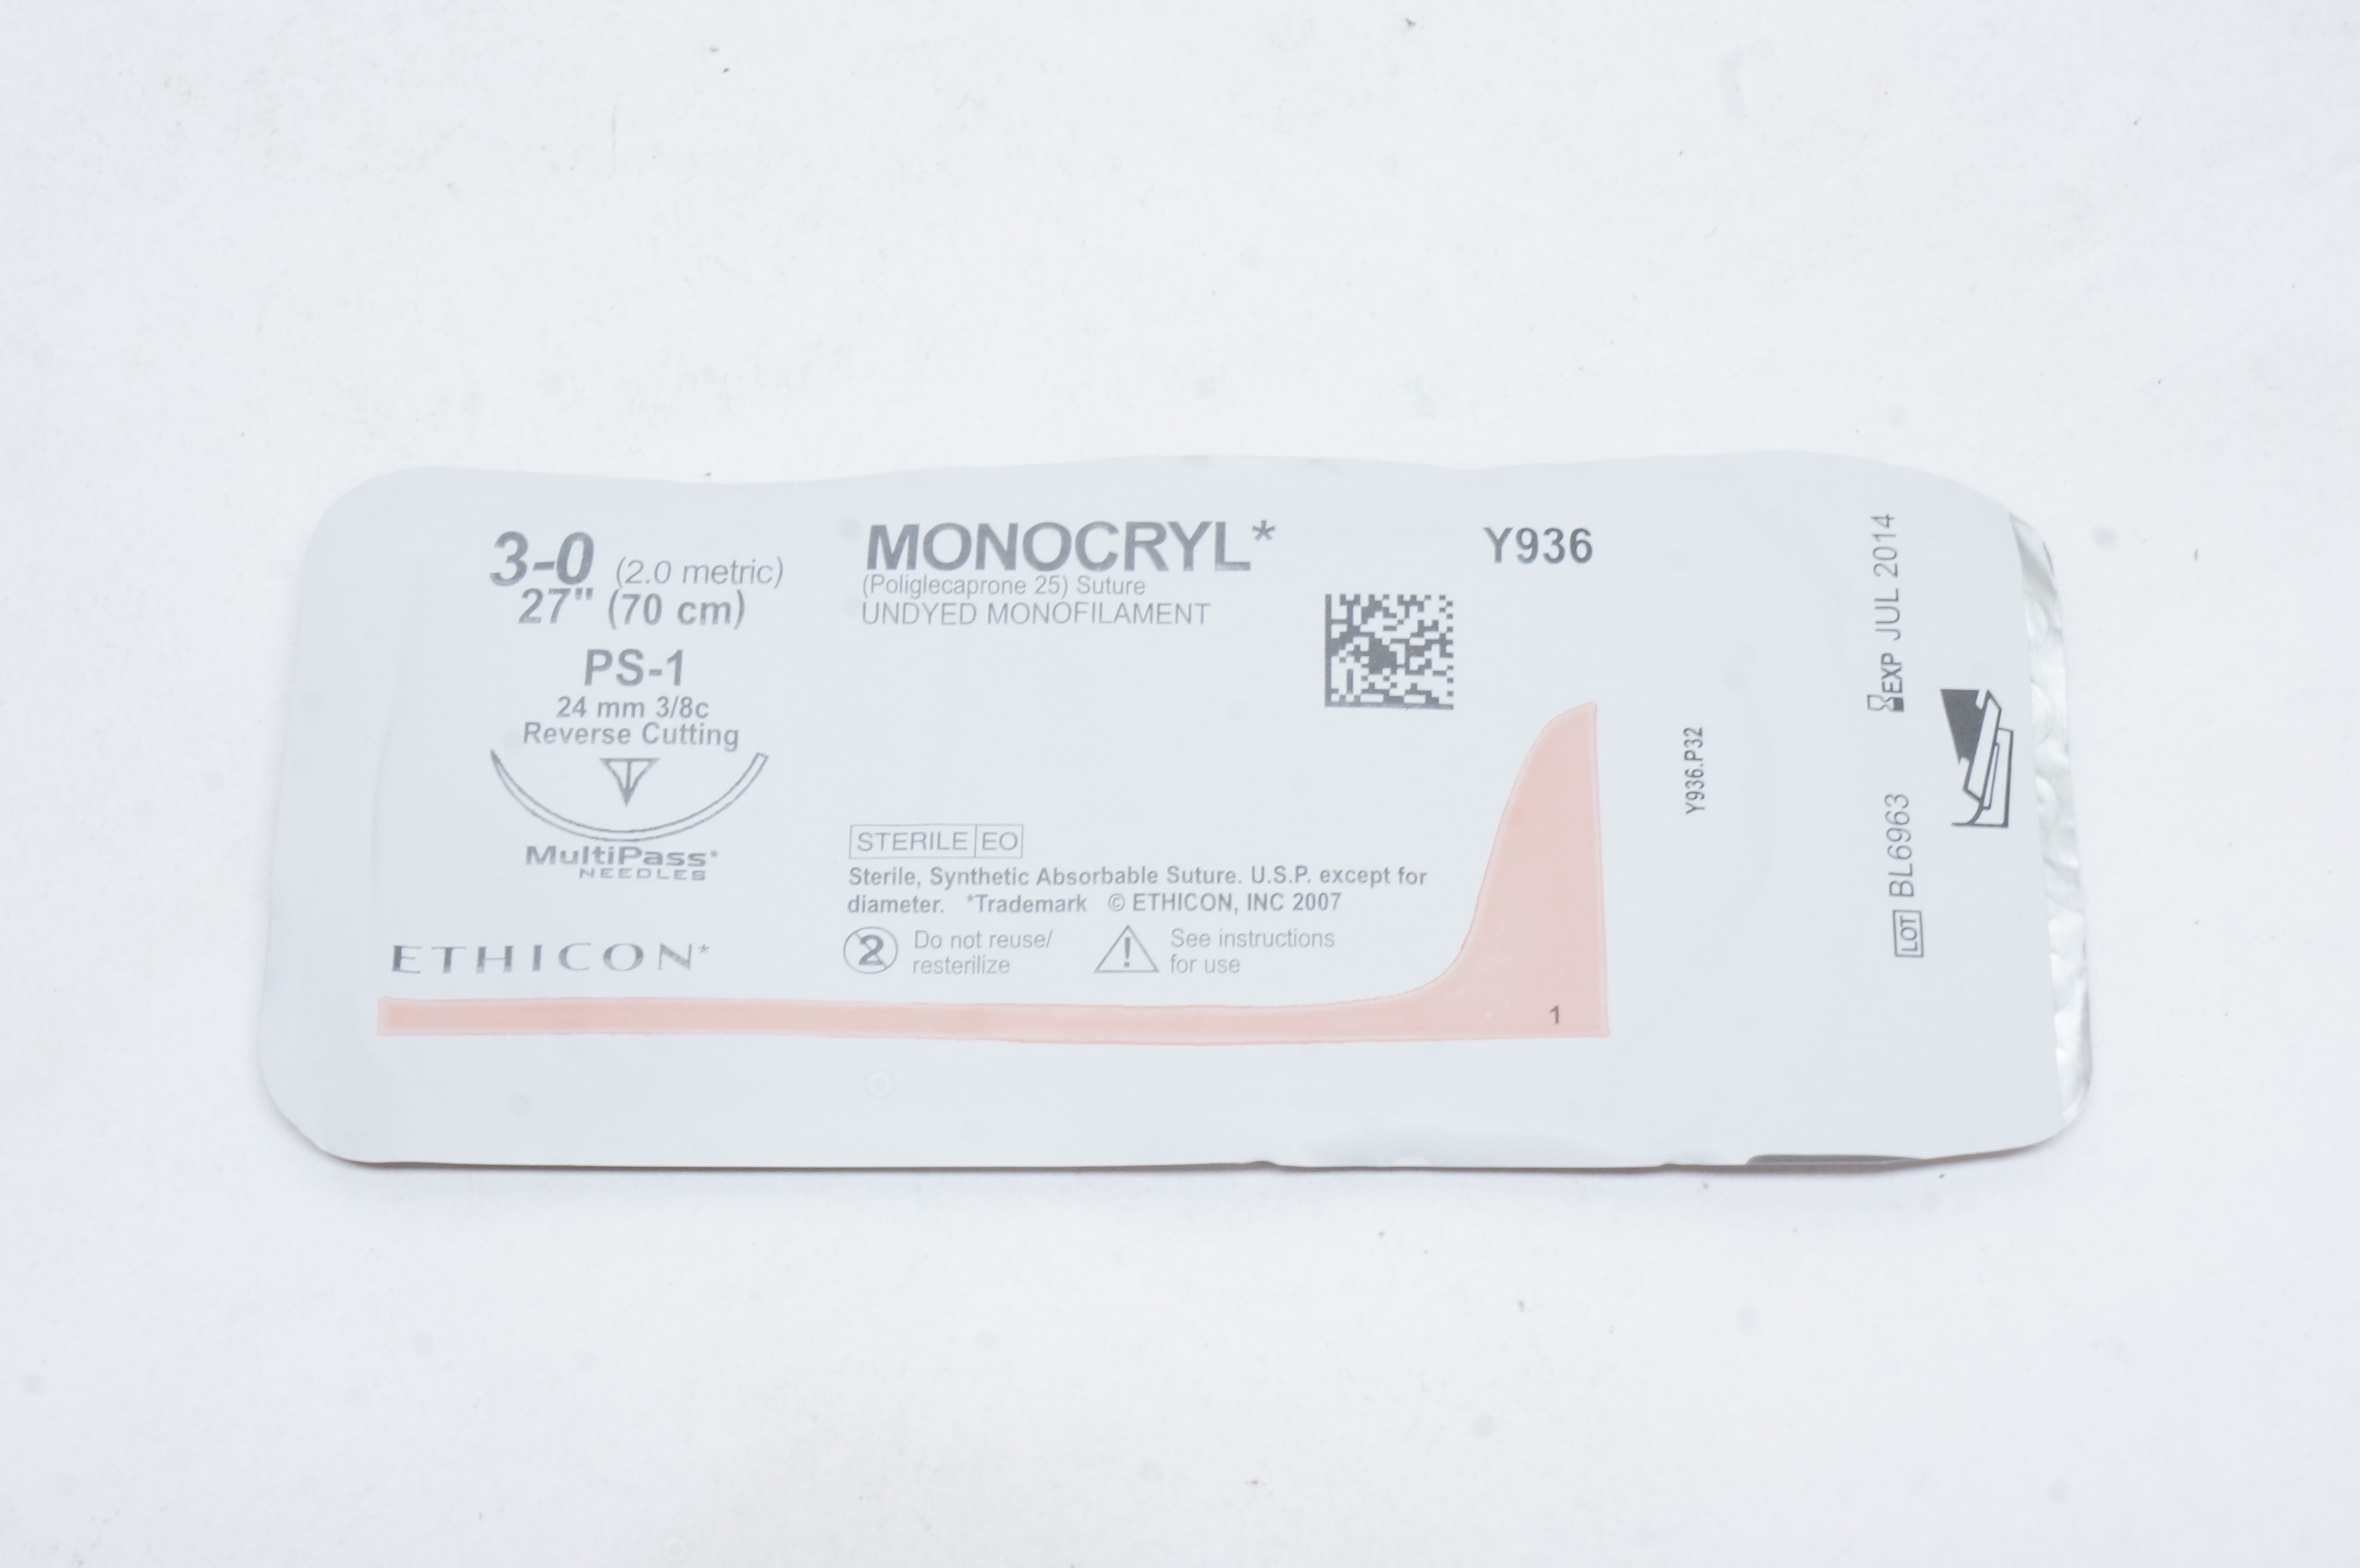 3-0 (2.0 metric)
27" (70 cm)
PS-1
24 mm 3/8c
Reverse Cutting
MultiPass*
NEEDLES
ETHICON*
MONOCRYL*
(Poliglecaprone 25) Suture
UNDYED MONOFILAMENT
Y936
STERILE EO
Sterile, Synthetic Absorbable Suture. U.S.P. except for
diameter. *Trademark © ETHICON, INC 2007
2 Do not reuse/
resterilize
! See instructions
for use
1
Y936.P32
EXP JUL 2014
LOT BL6963